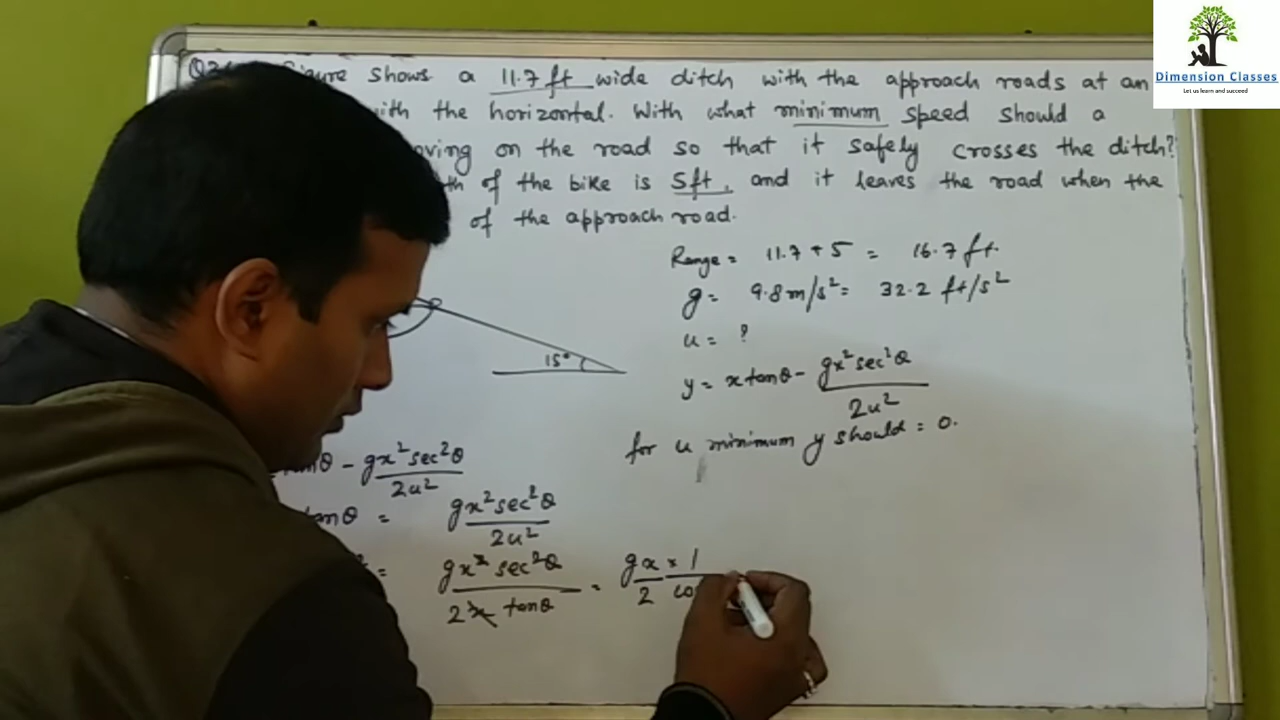 Figure shows a 11.7 ft wide ditch with the approach roads at an
with the horizontal. With what minimum speed should a
on the road so that it safely crosses the ditch?
of the bike is 5ft, and it leaves the road when the
of the approach road.
Range = 11.7 + 5 = 16.7 ft.
g = 9.8 m/s² = 32.2 ft/s²
u = ?
y = x tanθ - gx² sec²θ / 2u²
for u minimum y should = 0.
15°
tanθ - gx² sec²θ / 2u²
tanθ = gx² sec²θ / 2u²
= gx² sec²θ / 2x tanθ = gx / 2 × 1 /
Dimension Classes
Let us learn and succeed